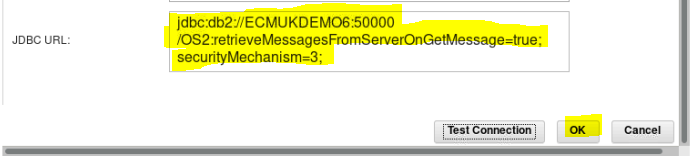 jdbc:db2://ECMUKDEMO6:50000
JDBC URL:
/OS2:retrieveMessagesFromServerOnGetMessage=true;
securityMechanism=3;
Test Connection
OK
Cancel